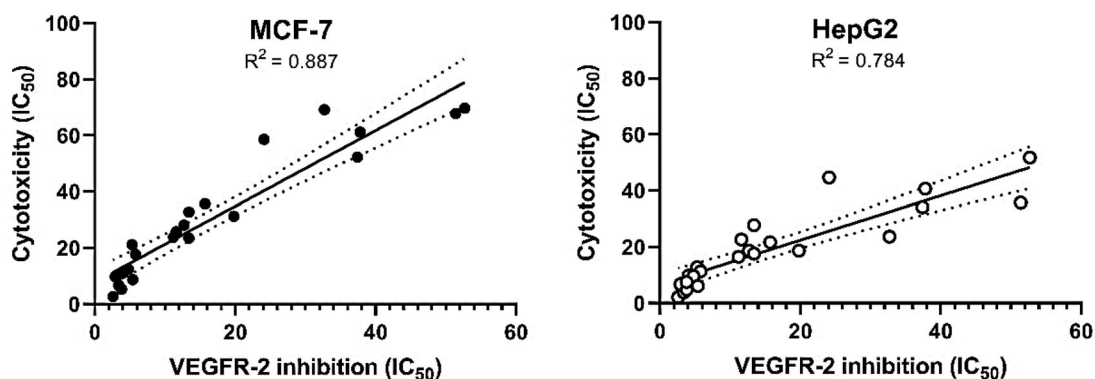 MCF-7
R² = 0.887
Cytotoxicity (IC₅₀)
100
80
60
40
20
0
0 20 40 60
VEGFR-2 inhibition (IC₅₀)
HepG2
R² = 0.784
Cytotoxicity (IC₅₀)
100
80
60
40
20
0
0 20 40 60
VEGFR-2 inhibition (IC₅₀)